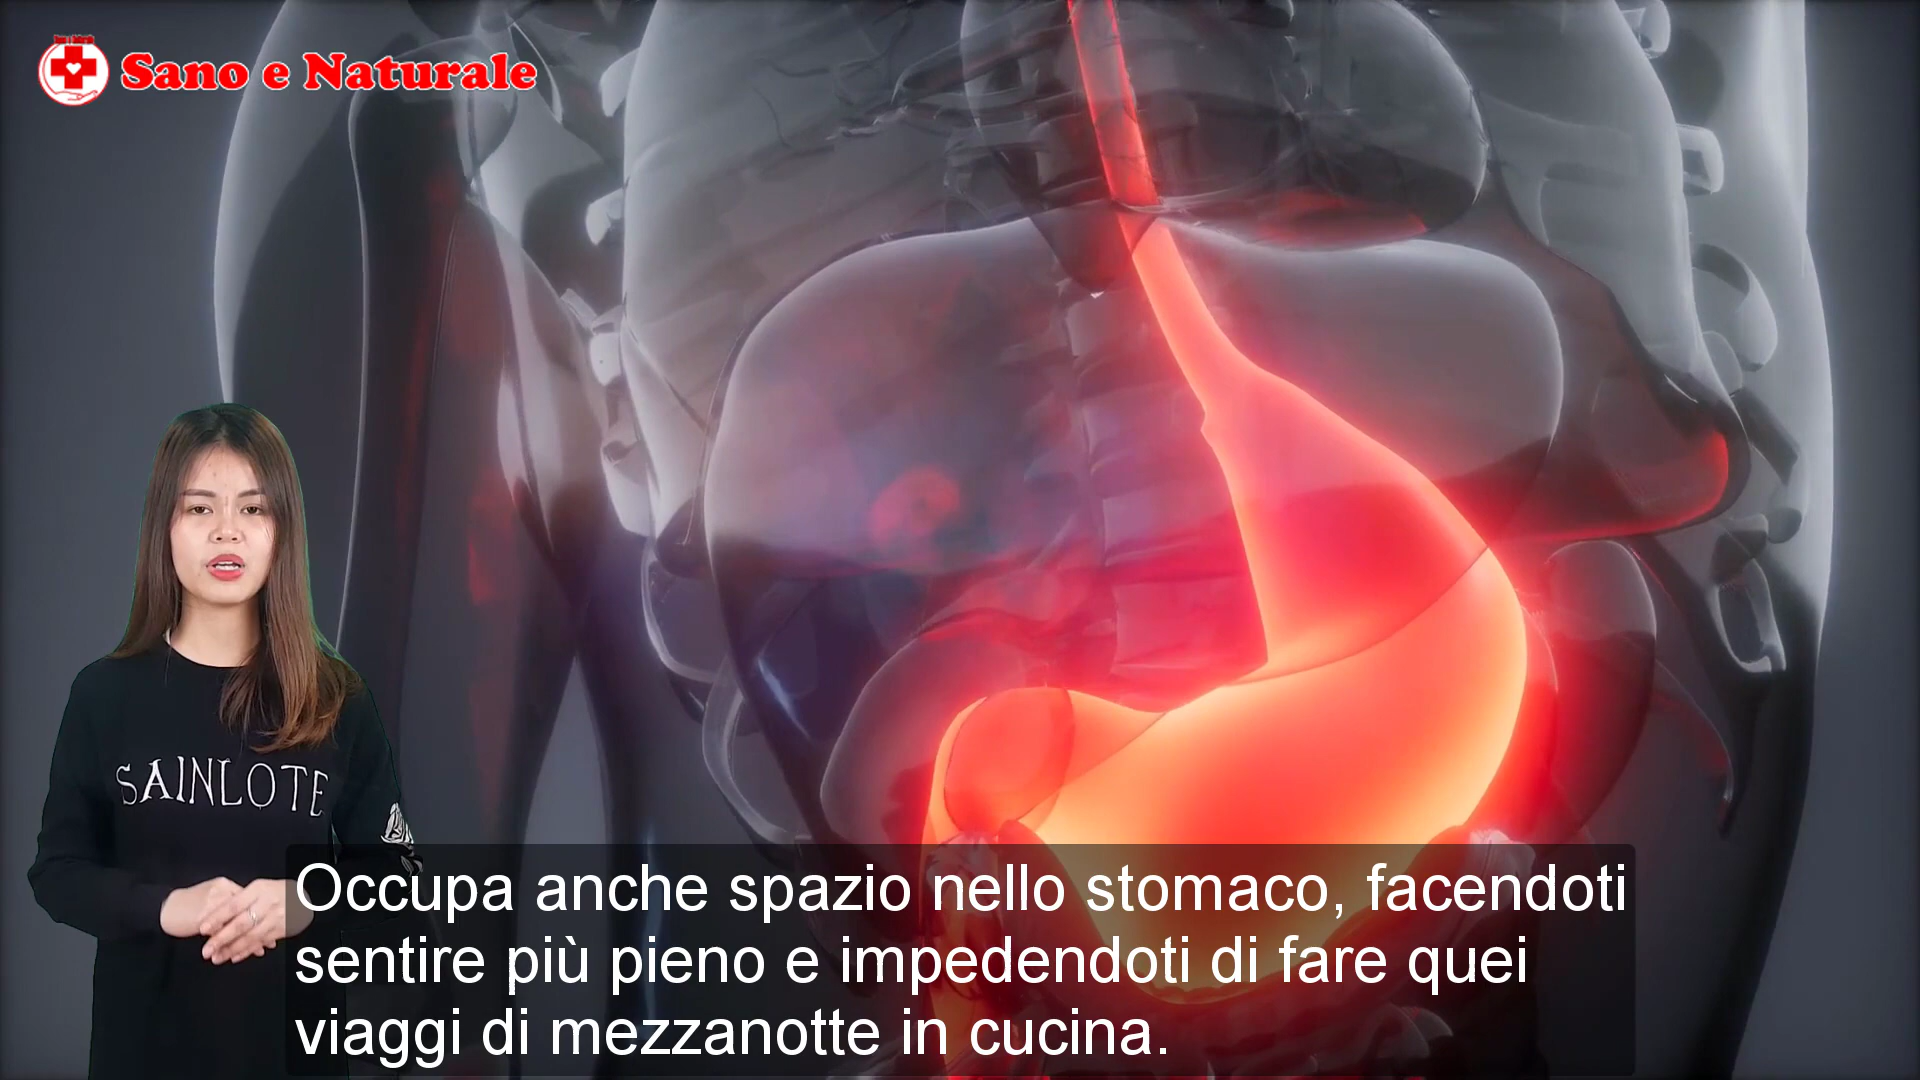 Sano e Naturale
SAINLOTE
Occupa anche spazio nello stomaco, facendoti
sentire più pieno e impedendoti di fare quei
viaggi di mezzanotte in cucina.